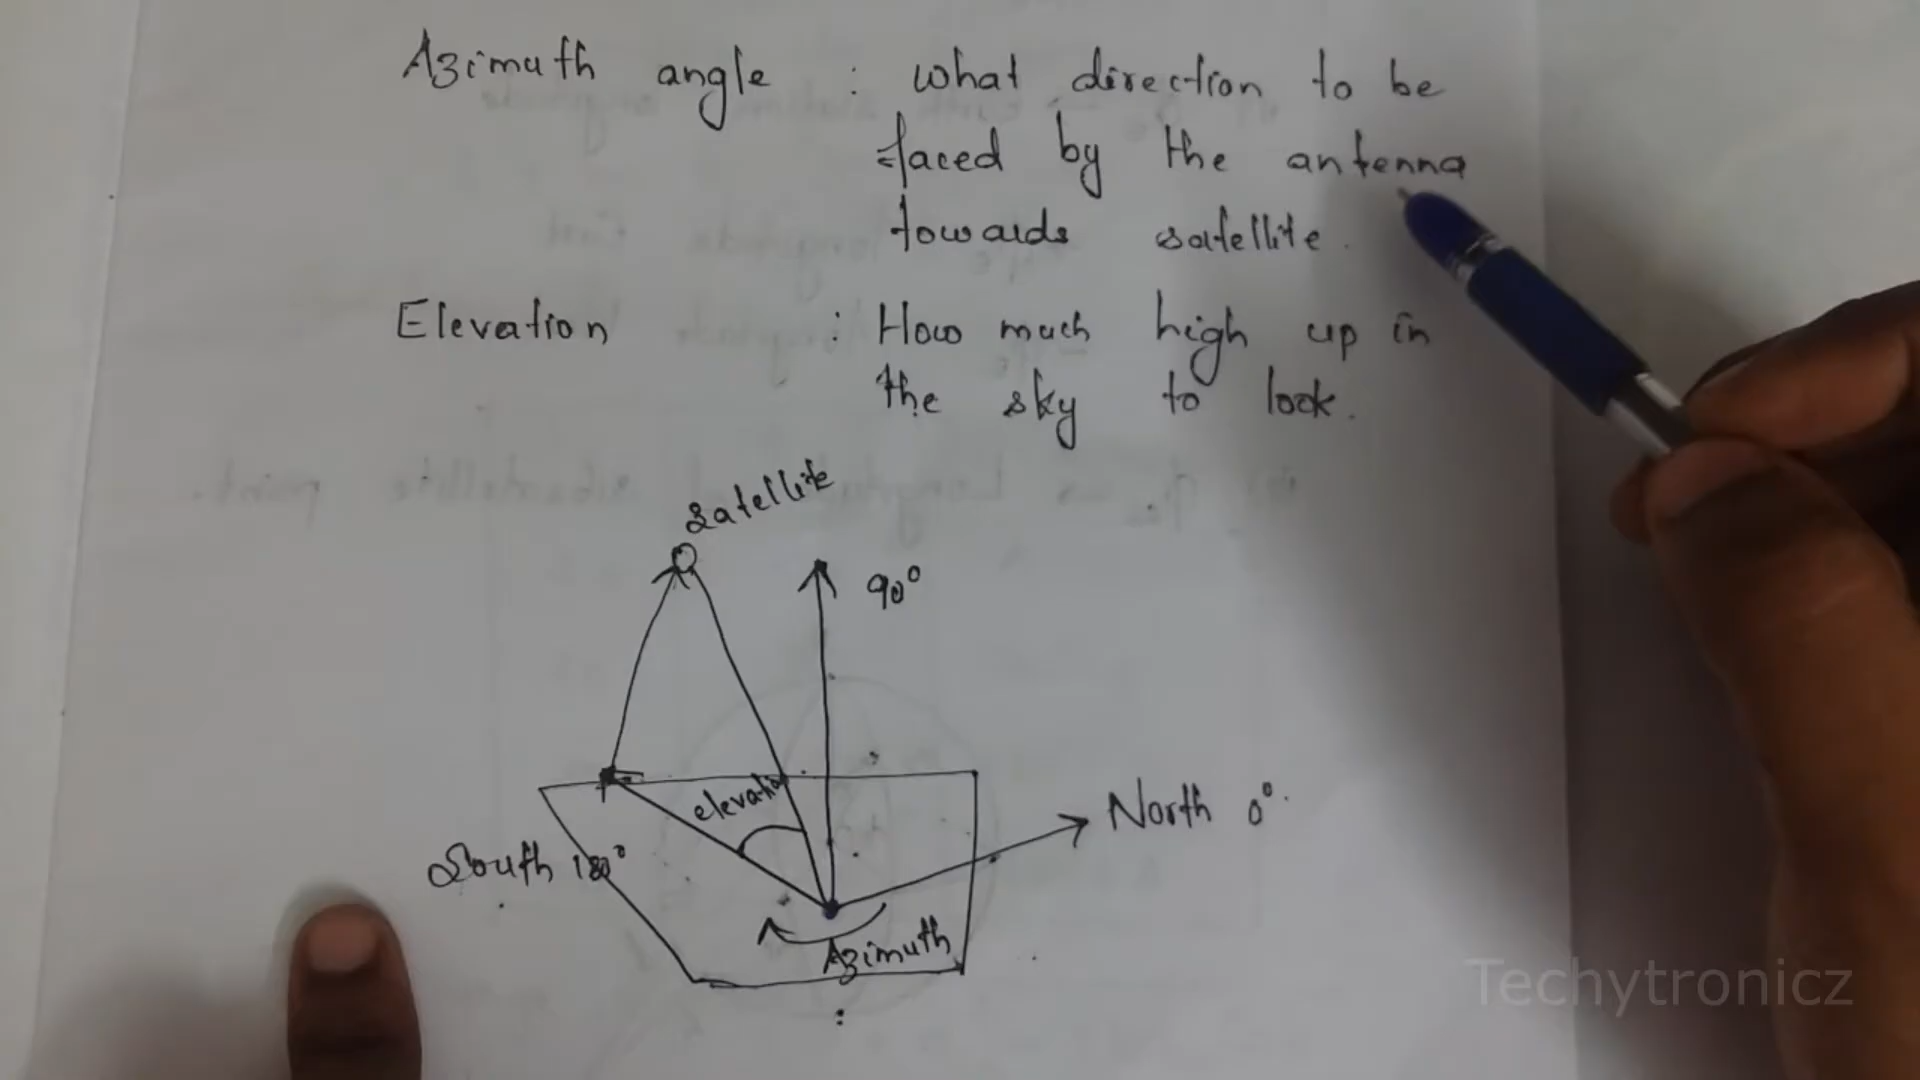 Azimuth angle : what direction to be
faced by the antenna
towards satellite.
Elevation : How much high up in
the sky to look.
Satellite
90°
elevation
North 0°.
South 180°
Azimuth
Techytronicz